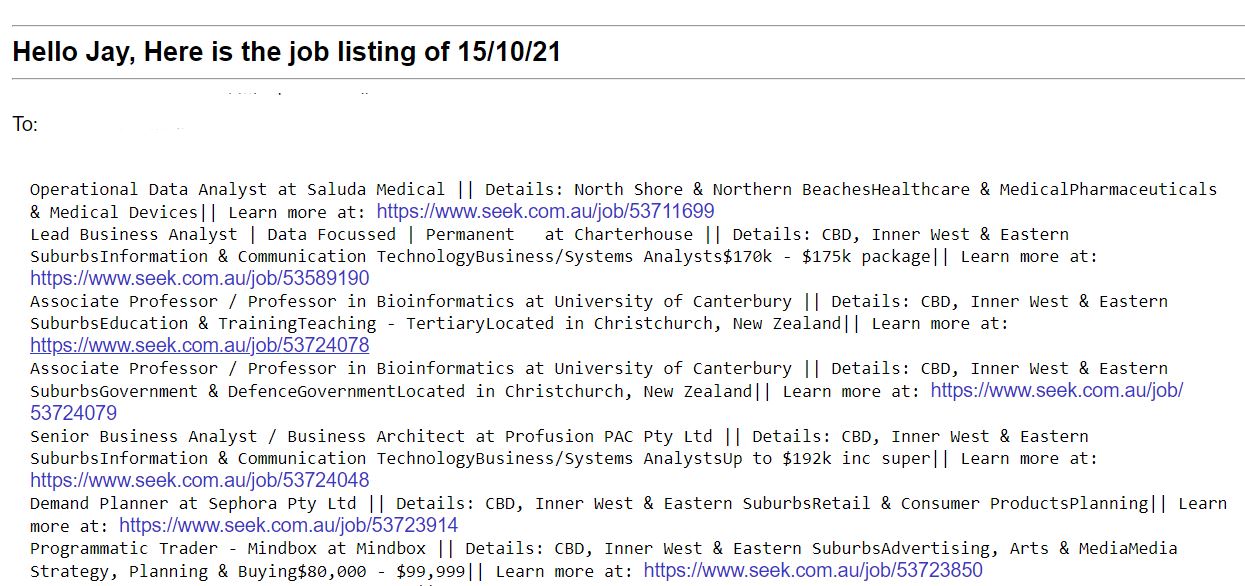 Hello Jay, Here is the job listing of 15/10/21
To:
Operational Data Analyst at Saluda Medical || Details: North Shore & Northern BeachesHealthcare & MedicalPharmaceuticals
& Medical Devices|| Learn more at: https://www.seek.com.au/job/53711699
Lead Business Analyst | Data Focussed | Permanent   at Charterhouse || Details: CBD, Inner West & Eastern
SuburbsInformation & Communication TechnologyBusiness/Systems Analysts$170k - $175k package|| Learn more at:
https://www.seek.com.au/job/53589190
Associate Professor / Professor in Bioinformatics at University of Canterbury || Details: CBD, Inner West & Eastern
SuburbsEducation & TrainingTeaching - TertiaryLocated in Christchurch, New Zealand|| Learn more at:
https://www.seek.com.au/job/53724078
Associate Professor / Professor in Bioinformatics at University of Canterbury || Details: CBD, Inner West & Eastern
SuburbsGovernment & DefenceGovernmentLocated in Christchurch, New Zealand|| Learn more at: https://www.seek.com.au/job/
53724079
Senior Business Analyst / Business Architect at Profusion PAC Pty Ltd || Details: CBD, Inner West & Eastern
SuburbsInformation & Communication TechnologyBusiness/Systems AnalystsUp to $192k inc super|| Learn more at:
https://www.seek.com.au/job/53724048
Demand Planner at Sephora Pty Ltd || Details: CBD, Inner West & Eastern SuburbsRetail & Consumer ProductsPlanning|| Learn
more at: https://www.seek.com.au/job/53723914
Programmatic Trader - Mindbox at Mindbox || Details: CBD, Inner West & Eastern SuburbsAdvertising, Arts & MediaMedia
Strategy, Planning & Buying$80,000 - $99,999|| Learn more at: https://www.seek.com.au/job/53723850